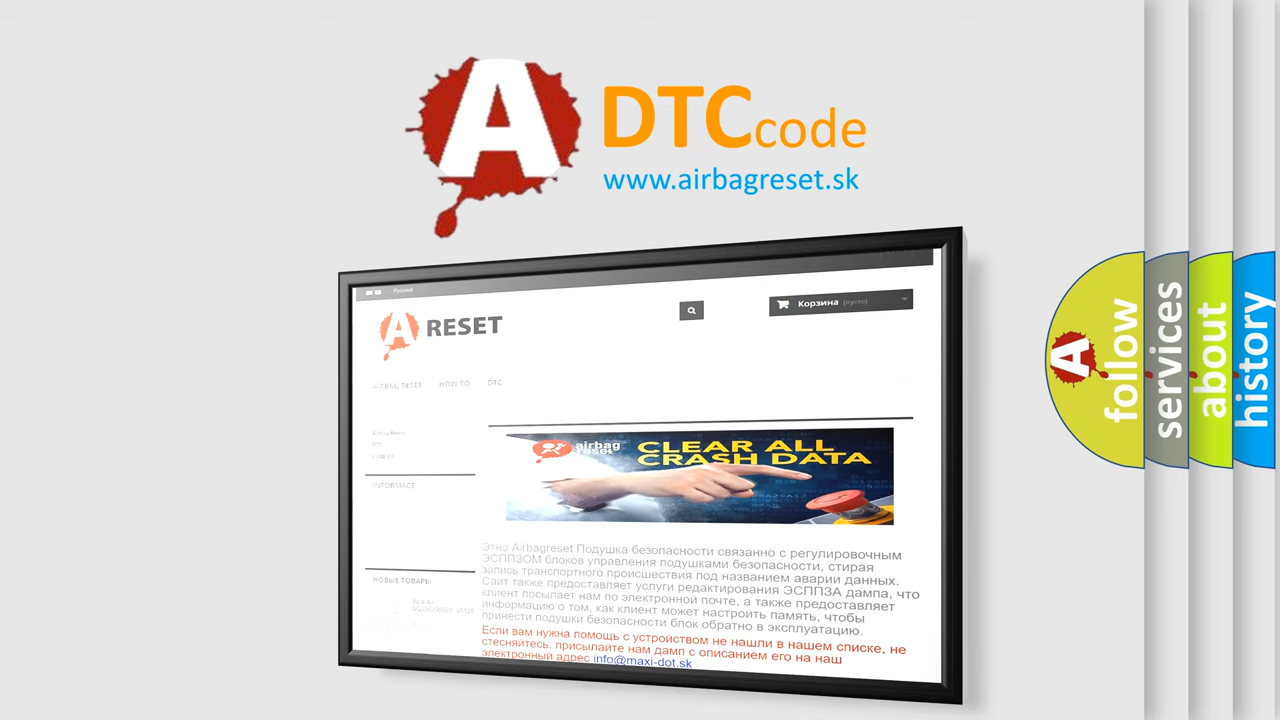 A DTCcode
www.airbagreset.sk
Русский
A RESET
Корзина (пусто)
AIRBAG RESET HOW TO DTC
DTC
INFORMACE
airbag
reset
CLEAR ALL
CRASH DATA
Этно Airbagreset Подушка безопасности связанно с регулировочным
ЭСППЗОМ блоков управления подушками безопасности, стирая
запись транспортного происшествия под названием аварии данных.
Сайт также предоставляет услуги редактирования ЭСППЗА дампа, что
клиент посылает нам по электронной почте, а также предоставляет
информацию о том, как клиент может настроить память, чтобы
принести подушки безопасности блок обратно в эксплуатацию.
Если вам нужна помощь с устройством не нашли в нашем списке, не
стесняйтесь, присылайте нам дамп с описанием его на наш
электронный адрес info@maxi-dot.sk
НОВЫЕ ТОВАРЫ
A follow
services
about
history